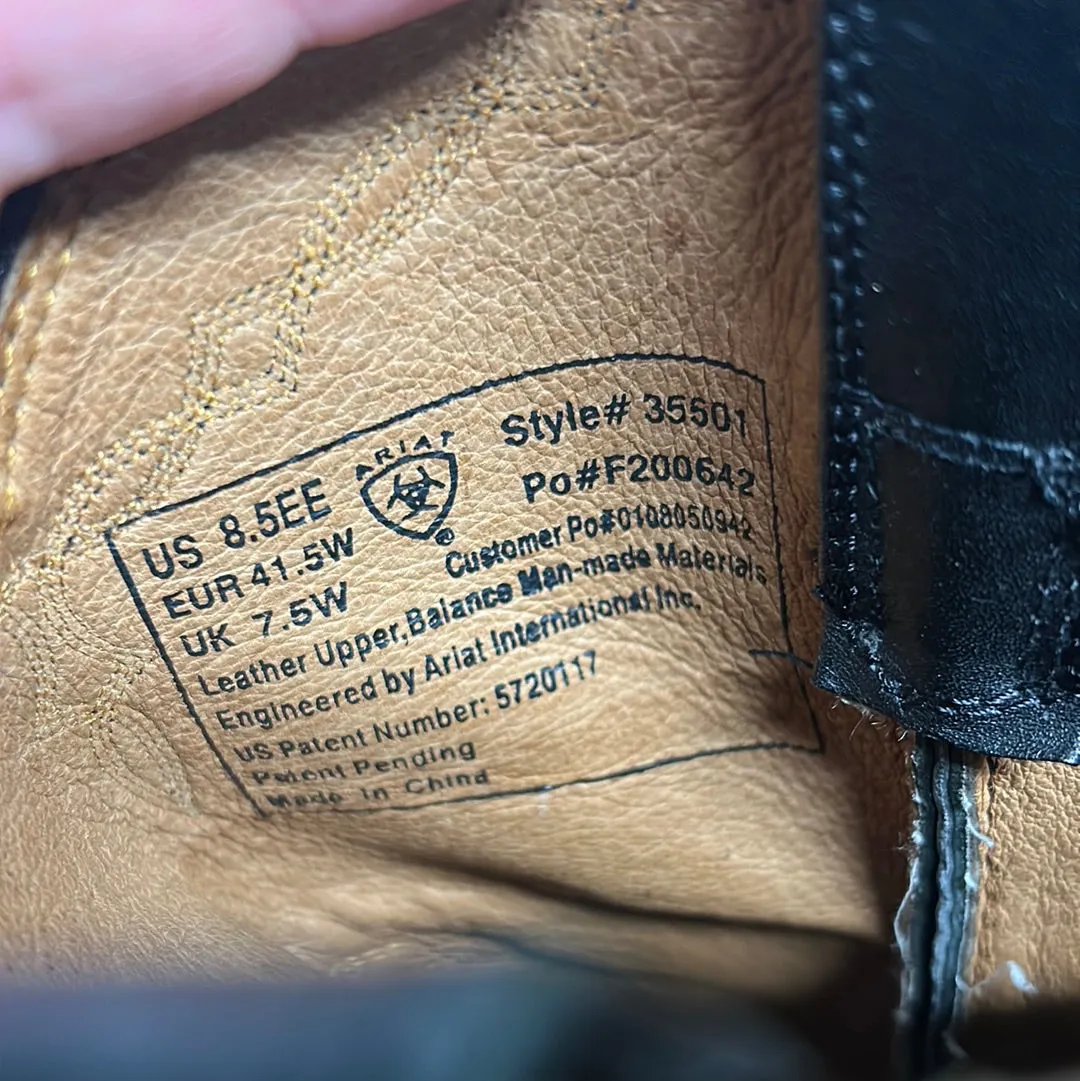 ARIAT ®
Style# 35501
US 8.5EE
Po#F200642
EUR 41.5W
Customer Po#0108050942
UK 7.5W
Leather Upper,Balance Man-made Materials
Engineered by Ariat International Inc.
US Patent Number: 5720117
Patent Pending
Made in China